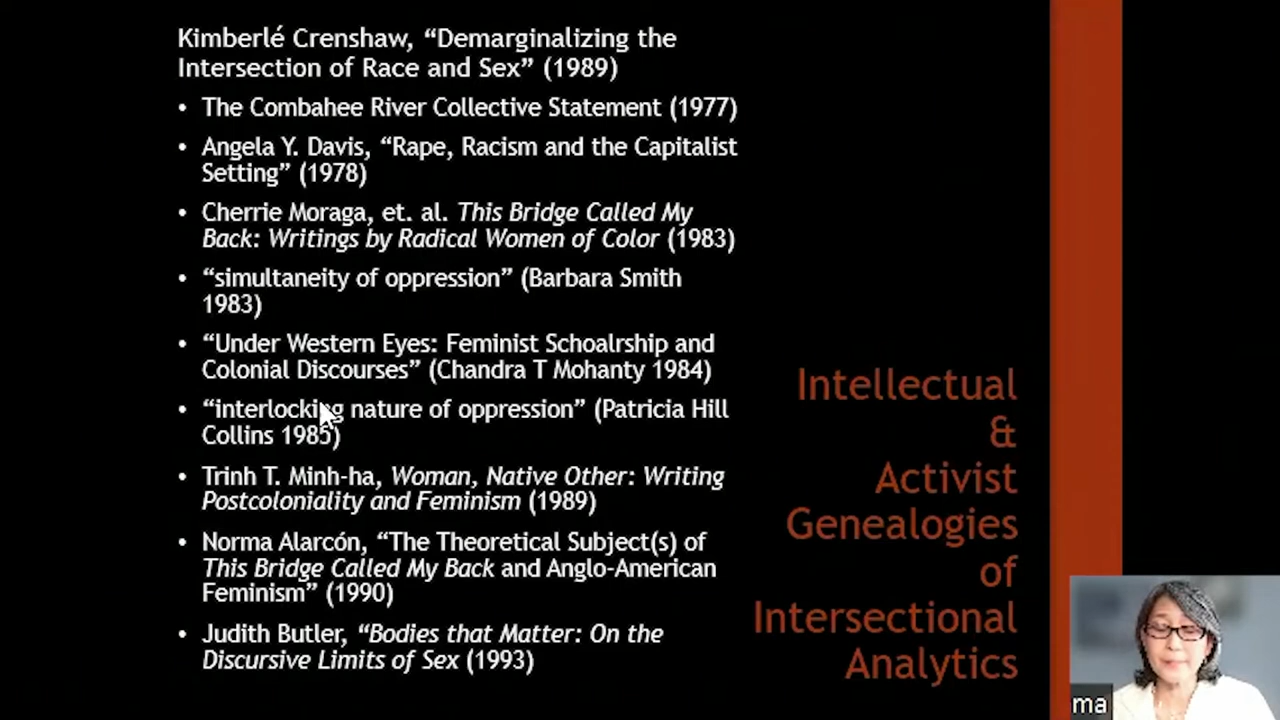 Kimberlé Crenshaw, “Demarginalizing the
Intersection of Race and Sex” (1989)
• The Combahee River Collective Statement (1977)
• Angela Y. Davis, “Rape, Racism and the Capitalist
Setting” (1978)
• Cherrie Moraga, et. al. This Bridge Called My
Back: Writings by Radical Women of Color (1983)
• “simultaneity of oppression” (Barbara Smith
1983)
• “Under Western Eyes: Feminist Schoalrship and
Colonial Discourses” (Chandra T Mohanty 1984)
• “interlocking nature of oppression” (Patricia Hill
Collins 1985)
• Trinh T. Minh-ha, Woman, Native Other: Writing
Postcoloniality and Feminism (1989)
• Norma Alarcón, “The Theoretical Subject(s) of
This Bridge Called My Back and Anglo-American
Feminism” (1990)
• Judith Butler, “Bodies that Matter: On the
Discursive Limits of Sex (1993)
Intellectual
&
Activist
Genealogies
of
Intersectional
Analytics
ma